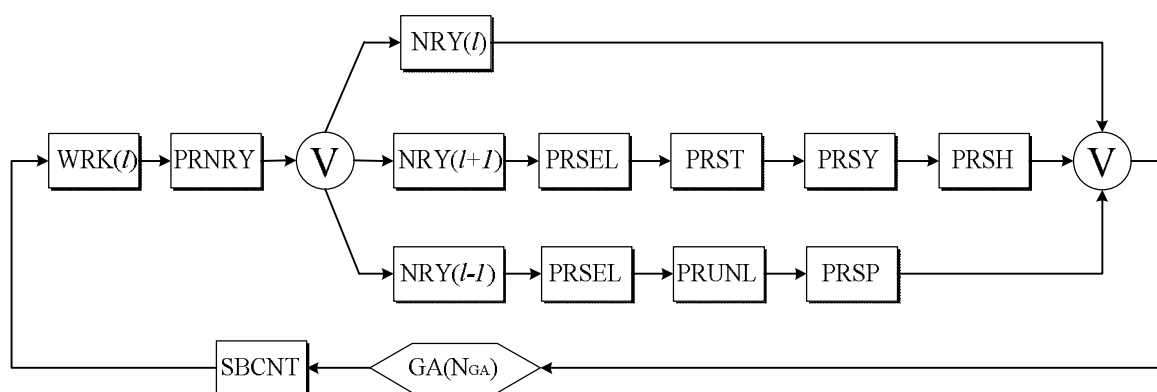 NRY(l)
WRK(l)
PRNRY
V
NRY(l+1)
PRSEL
PRST
PRSY
PRSH
V
NRY(l-1)
PRSEL
PRUNL
PRSP
SBCNT
GA(NGA)